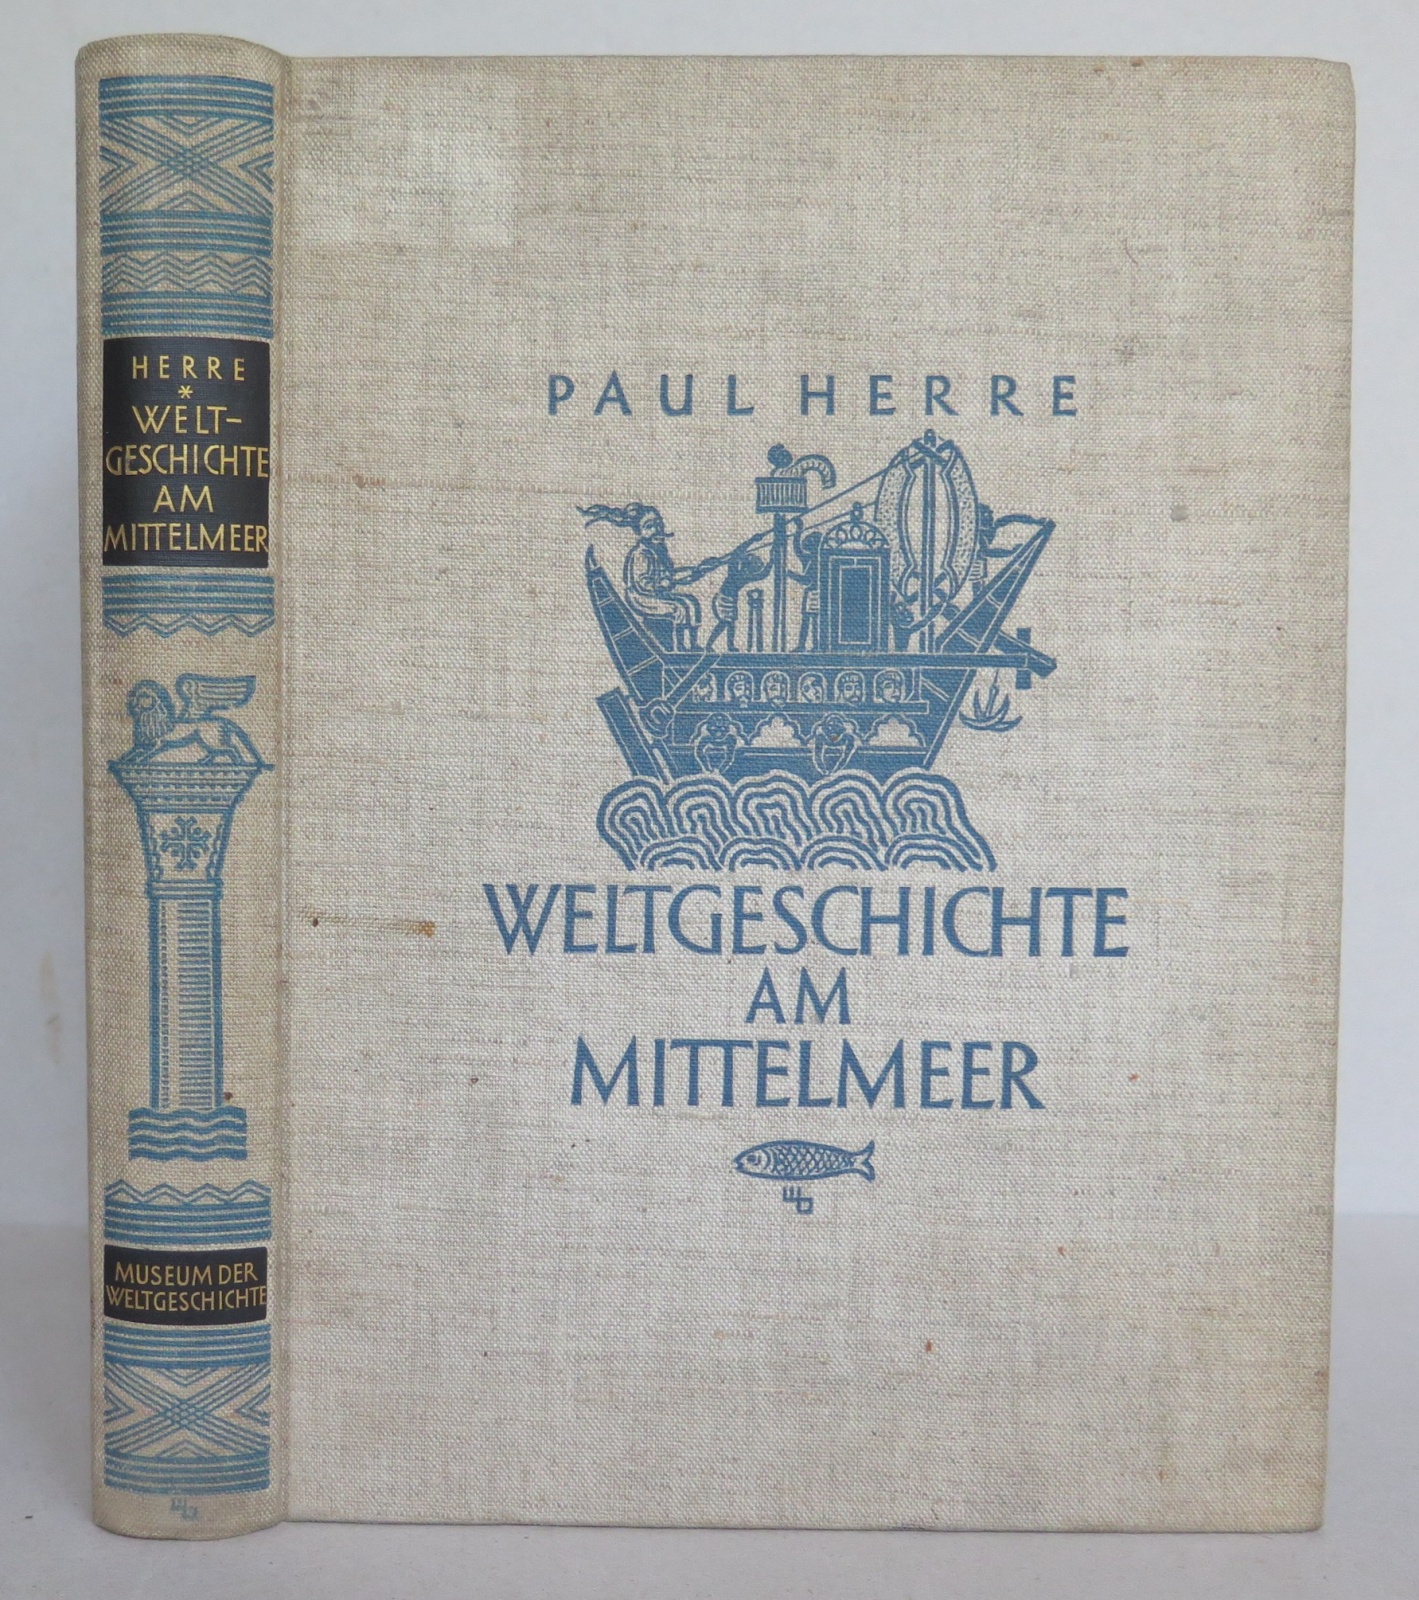 HERRE
*
WELT-
GESCHICHTE
AM
MITTELMEER
MUSEUM DER
WELTGESCHICHTE
PAUL HERRE
WELTGESCHICHTE
AM
MITTELMEER